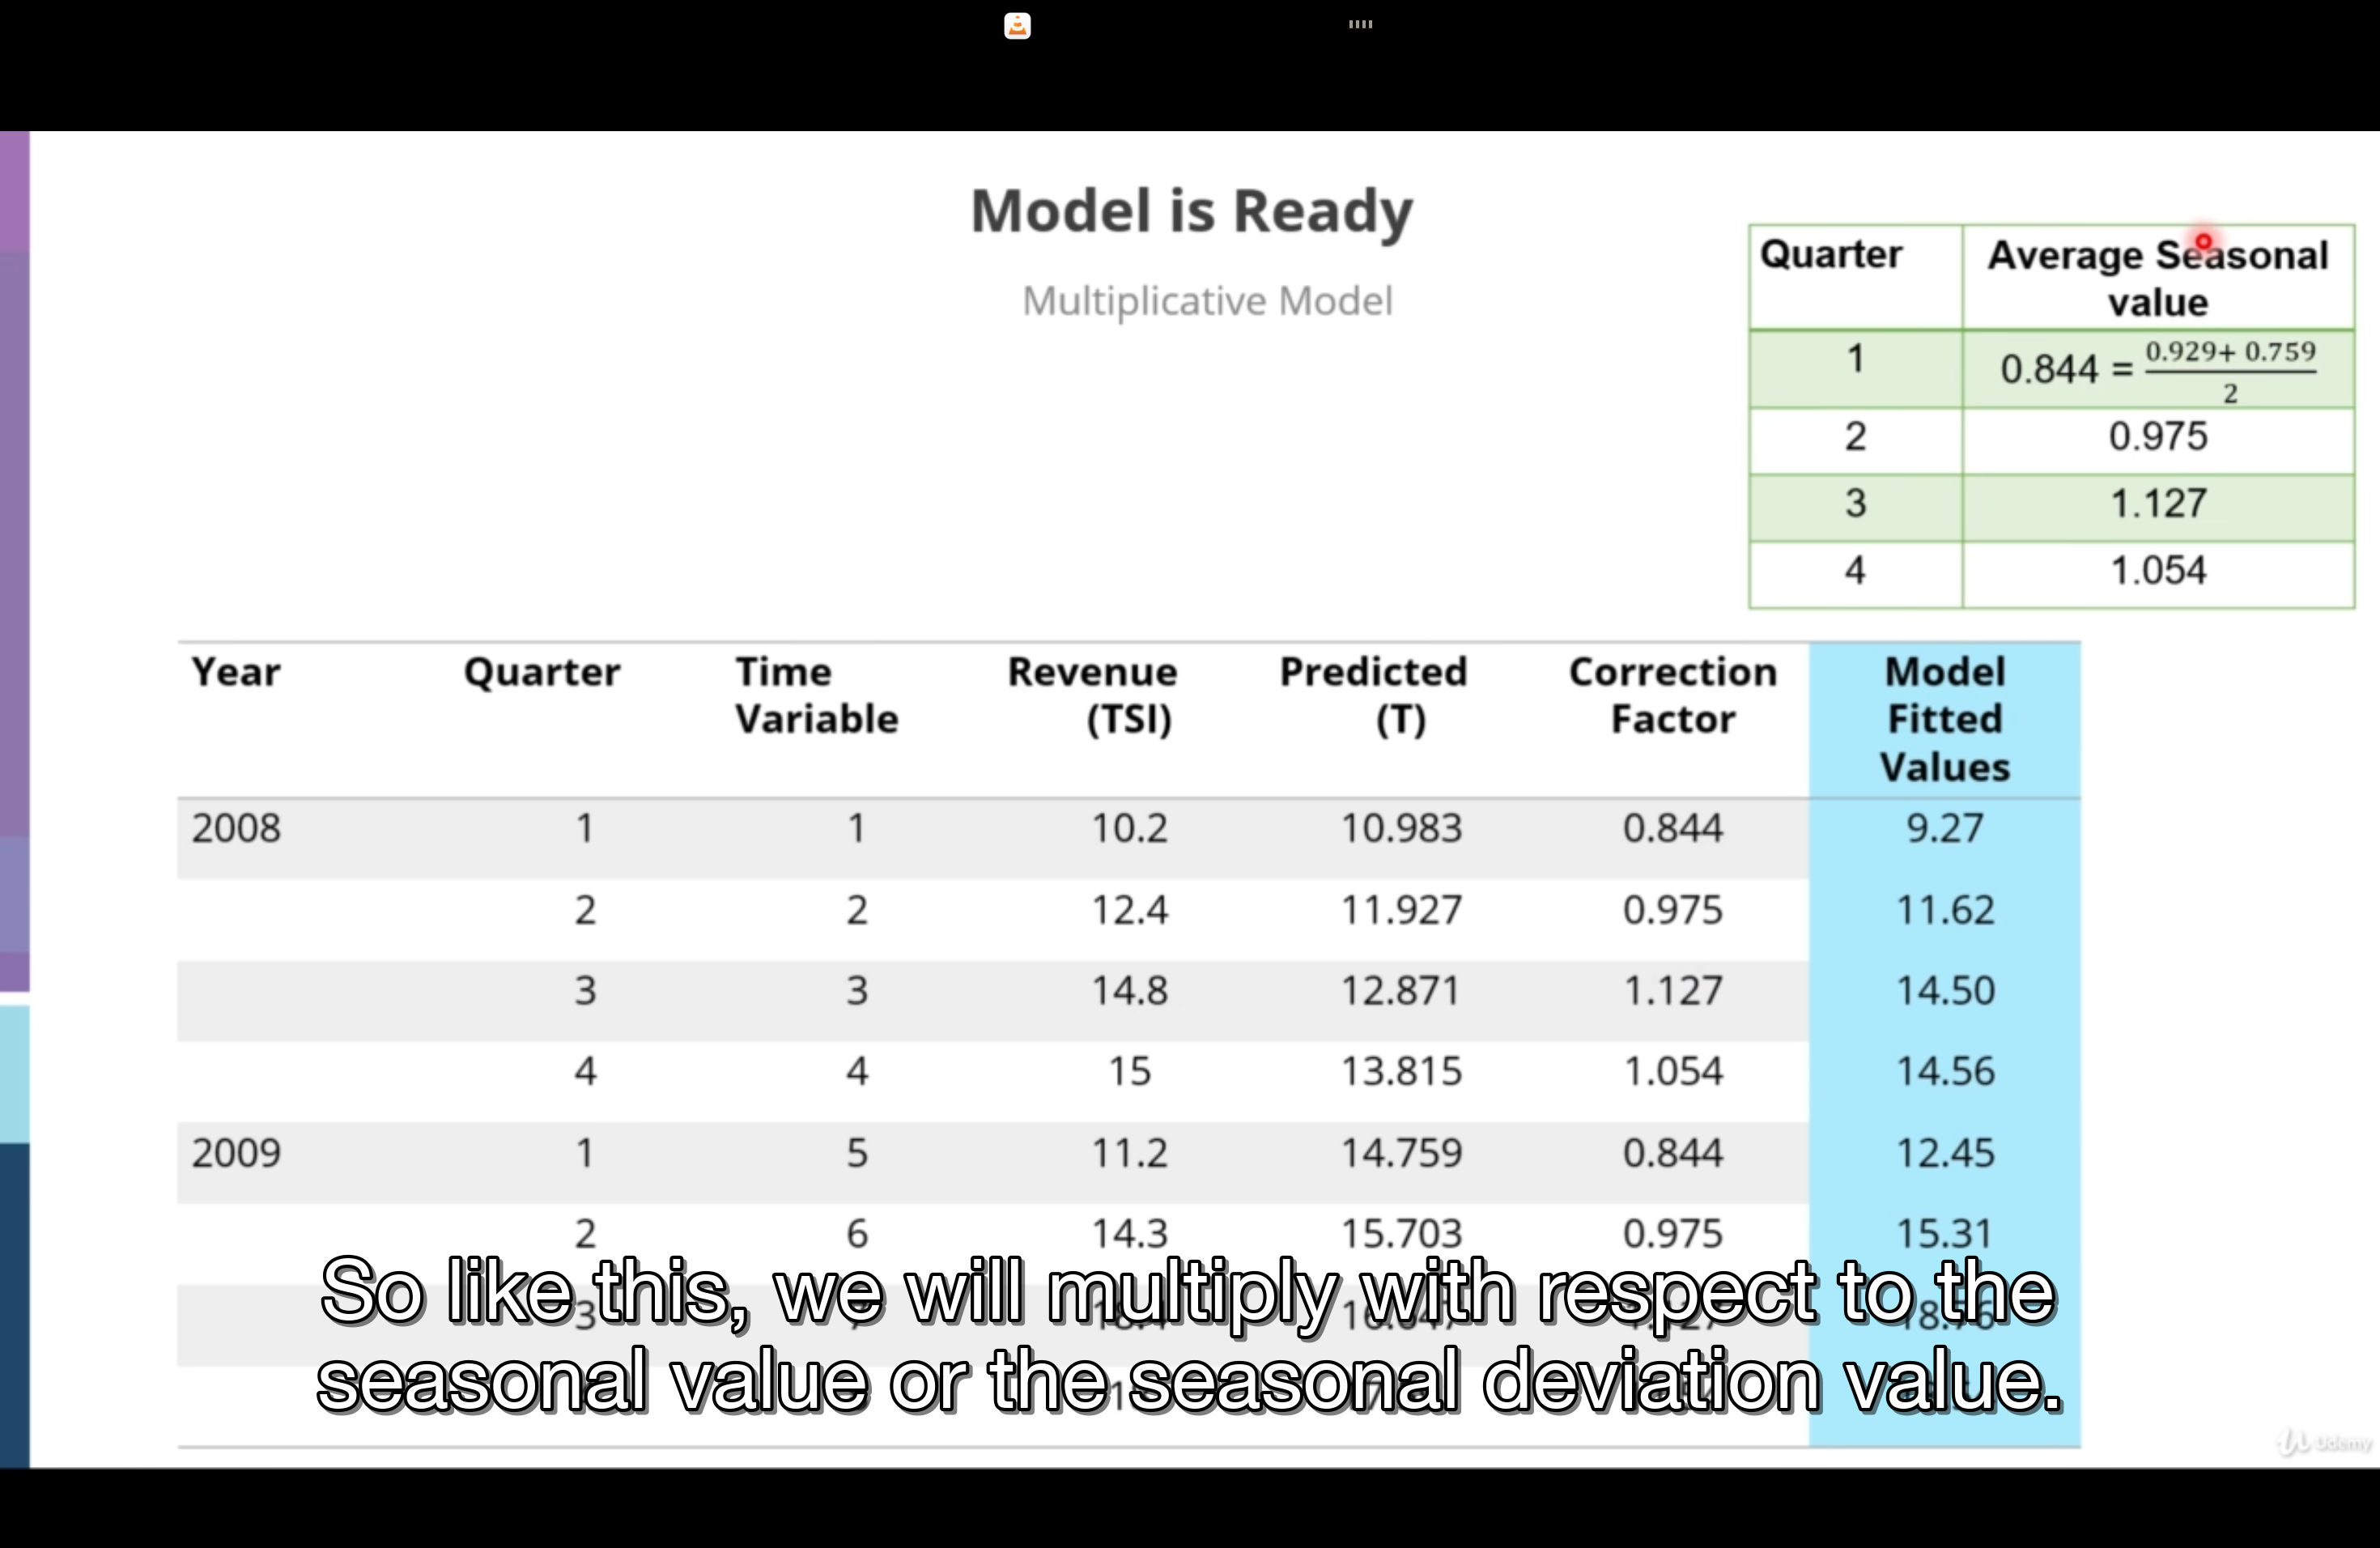 Model is Ready
Multiplicative Model
Quarter Average Seasonal value
1 0.844 = 0.929+ 0.759 / 2
2 0.975
3 1.127
4 1.054
Year Quarter Time Variable Revenue (TSI) Predicted (T) Correction Factor Model Fitted Values
2008 1 1 10.2 10.983 0.844 9.27
2 2 12.4 11.927 0.975 11.62
3 3 14.8 12.871 1.127 14.50
4 4 15 13.815 1.054 14.56
2009 1 5 11.2 14.759 0.844 12.45
2 6 14.3 15.703 0.975 15.31
3
So like this, we will multiply with respect to the
seasonal value or the seasonal deviation value.
Udemy